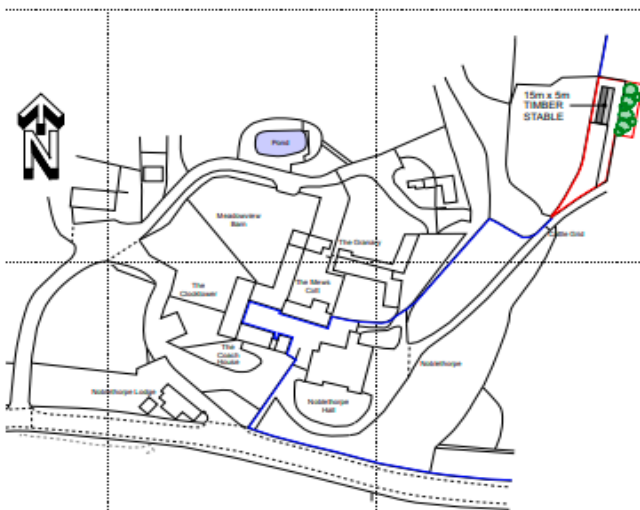 15m x 5m
TIMBER
STABLE
N
Pond
Meadowview
Barn
The Granary
Cattle Grid
The
Clocktower
The Mews
Cott
The
Coach
House
Noblethorpe
Noblethorpe Lodge
Noblethorpe
Hall